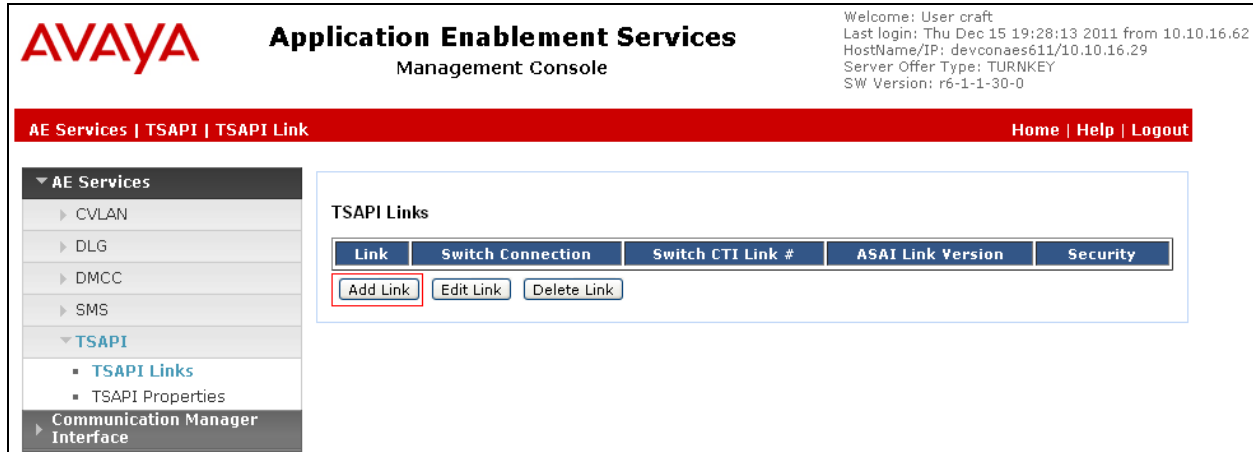 AVAYA
Application Enablement Services
Management Console
Welcome: User craft
Last login: Thu Dec 15 19:28:13 2011 from 10.10.16.62
HostName/IP: devconaes611/10.10.16.29
Server Offer Type: TURNKEY
SW Version: r6-1-1-30-0
AE Services | TSAPI | TSAPI Link
Home | Help | Logout
AE Services
CVLAN
DLG
DMCC
SMS
TSAPI
TSAPI Links
TSAPI Properties
Communication Manager
Interface
TSAPI Links
Link Switch Connection Switch CTI Link # ASAI Link Version Security
Add Link Edit Link Delete Link